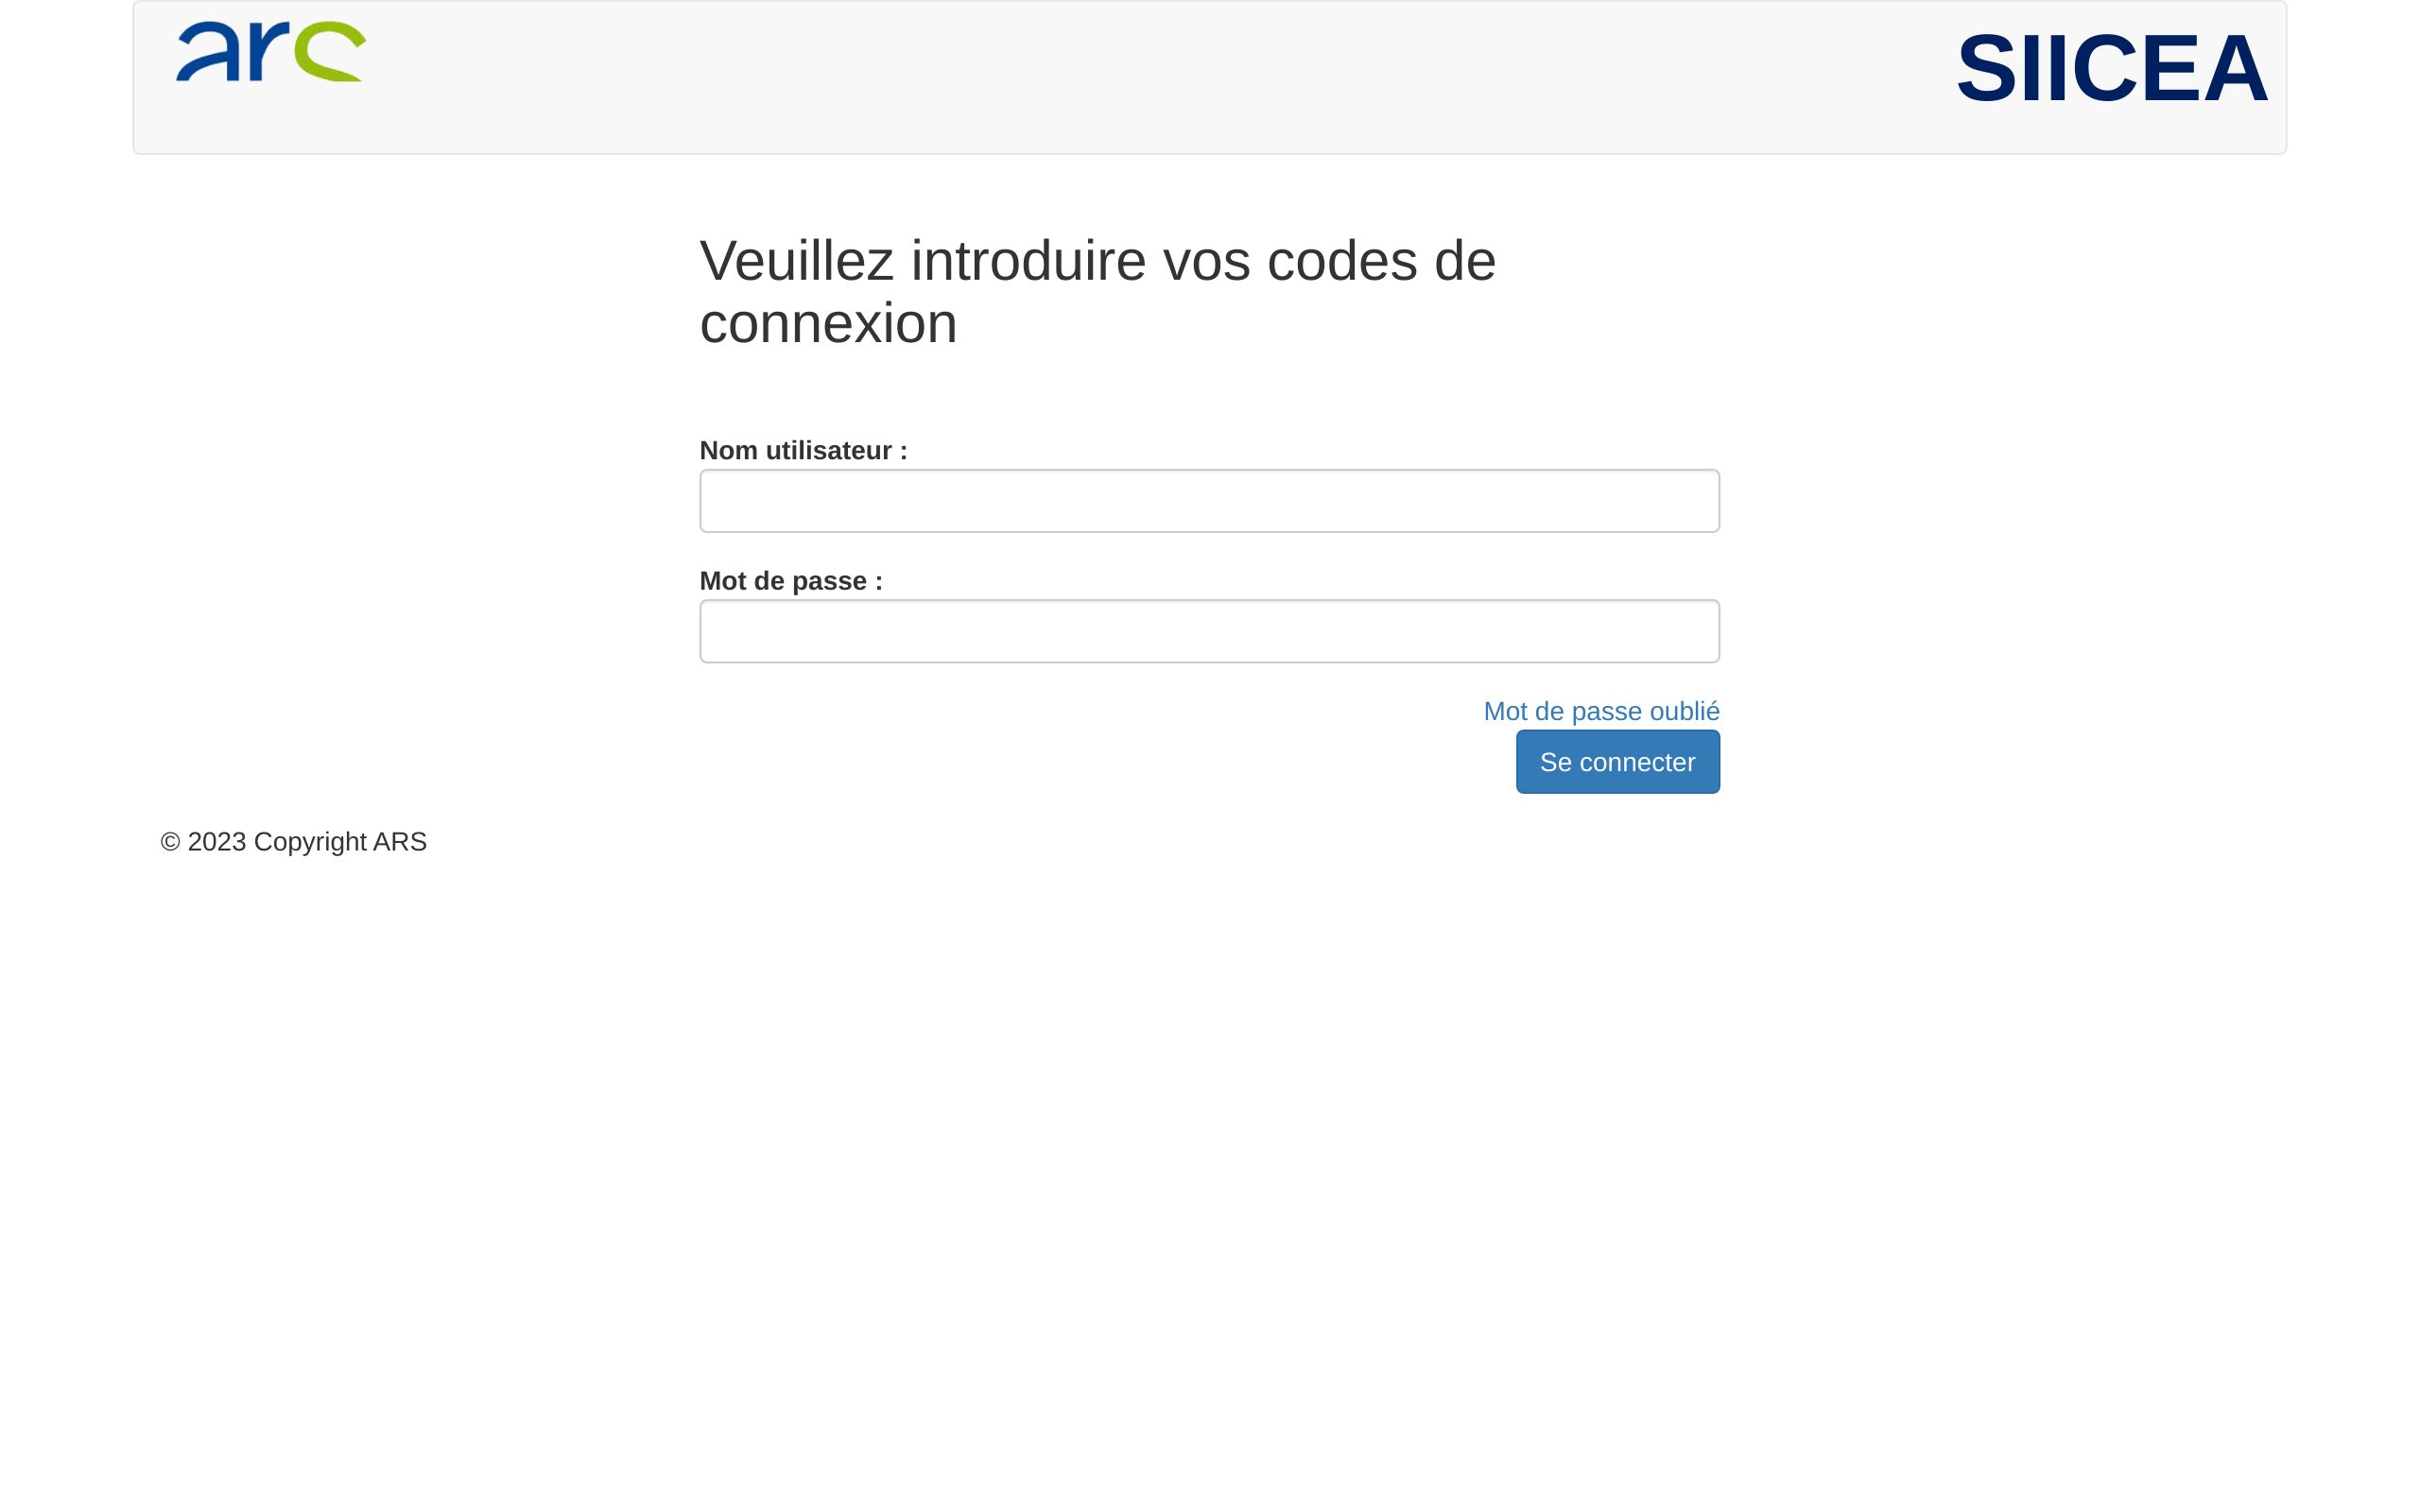 ars
SIICEA
Veuillez introduire vos codes de
connexion
Nom utilisateur :
Mot de passe :
Mot de passe oublié
Se connecter
© 2023 Copyright ARS